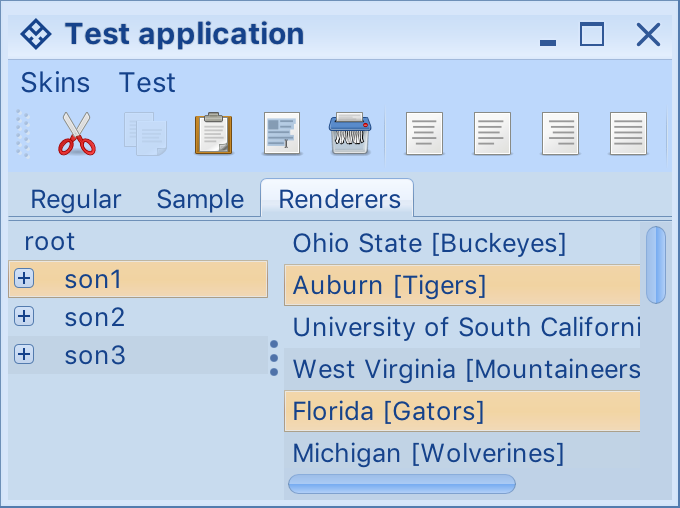 Test application
Skins Test
Regular Sample Renderers
root
son1
son2
son3
Ohio State [Buckeyes]
Auburn [Tigers]
University of South Californi
West Virginia [Mountaineers
Florida [Gators]
Michigan [Wolverines]